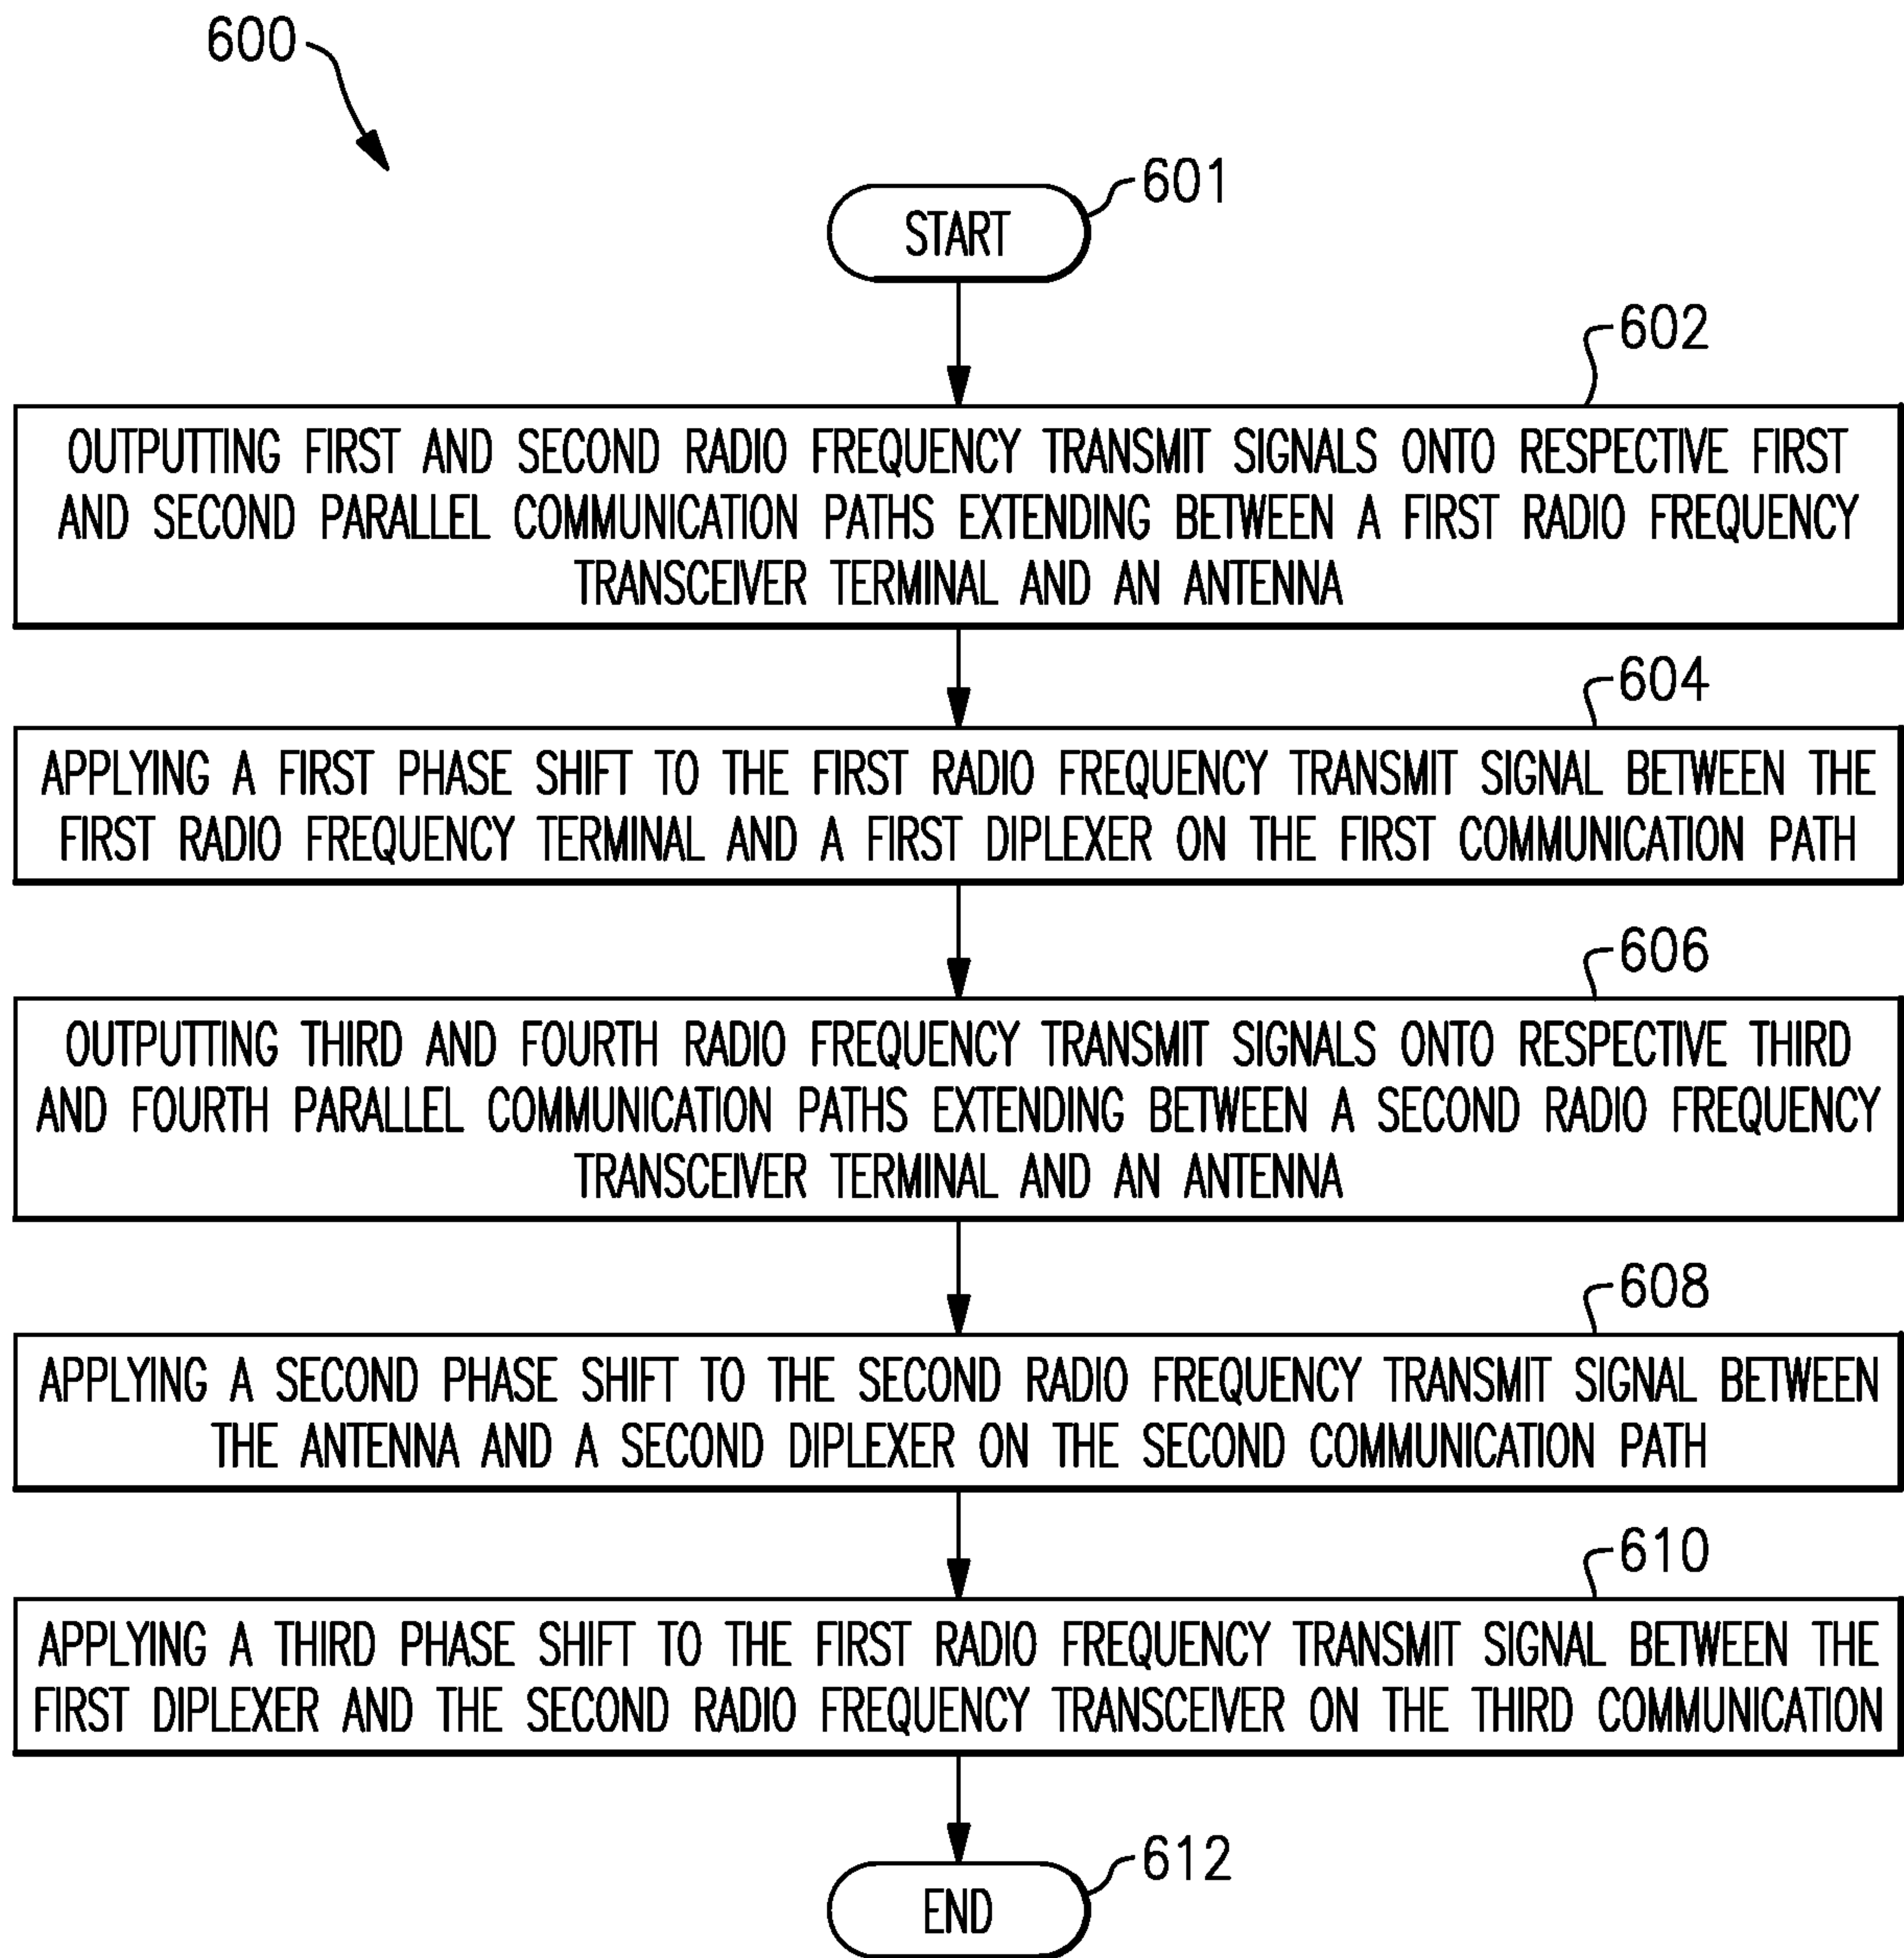 600
601
START
602
OUTPUTTING FIRST AND SECOND RADIO FREQUENCY TRANSMIT SIGNALS ONTO RESPECTIVE FIRST
AND SECOND PARALLEL COMMUNICATION PATHS EXTENDING BETWEEN A FIRST RADIO FREQUENCY
TRANSCEIVER TERMINAL AND AN ANTENNA
604
APPLYING A FIRST PHASE SHIFT TO THE FIRST RADIO FREQUENCY TRANSMIT SIGNAL BETWEEN THE
FIRST RADIO FREQUENCY TERMINAL AND A FIRST DIPLEXER ON THE FIRST COMMUNICATION PATH
606
OUTPUTTING THIRD AND FOURTH RADIO FREQUENCY TRANSMIT SIGNALS ONTO RESPECTIVE THIRD
AND FOURTH PARALLEL COMMUNICATION PATHS EXTENDING BETWEEN A SECOND RADIO FREQUENCY
TRANSCEIVER TERMINAL AND AN ANTENNA
608
APPLYING A SECOND PHASE SHIFT TO THE SECOND RADIO FREQUENCY TRANSMIT SIGNAL BETWEEN
THE ANTENNA AND A SECOND DIPLEXER ON THE SECOND COMMUNICATION PATH
610
APPLYING A THIRD PHASE SHIFT TO THE FIRST RADIO FREQUENCY TRANSMIT SIGNAL BETWEEN THE
FIRST DIPLEXER AND THE SECOND RADIO FREQUENCY TRANSCEIVER ON THE THIRD COMMUNICATION
612
END